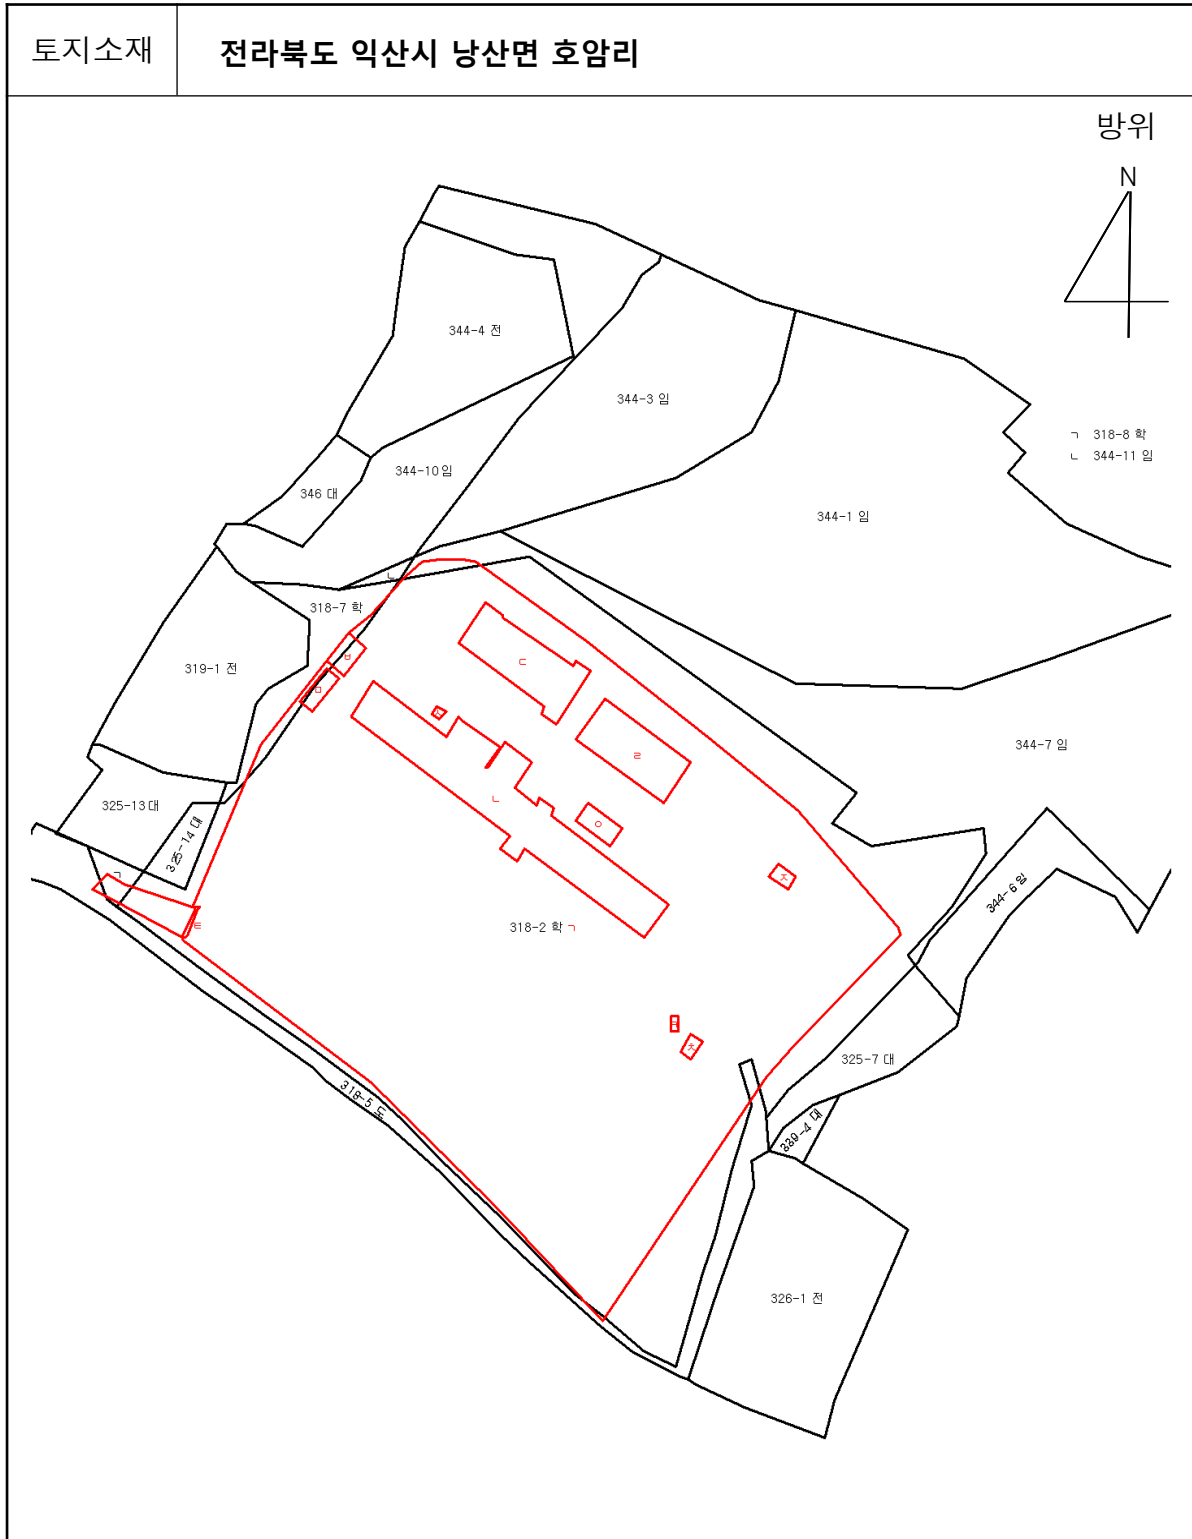 토지소재
전라북도 익산시 낭산면 호암리
방위
N
344-4 전
344-3 임
ㄱ 318-8 학
ㄴ 344-11 임
344-10임
346 대
344-1 임
ㄴ
318-7 학
ㅂ
ㄷ
319-1 전
ㅁ
344-7 임
ㄹ
ㄴ
325-13대
ㅇ
325-14 대
ㄱ
ㅈ
344-6 임
ㅌ
318-2 학 ㄱ
ㅊ
325-7 대
318-5 도
339-4 대
326-1 전